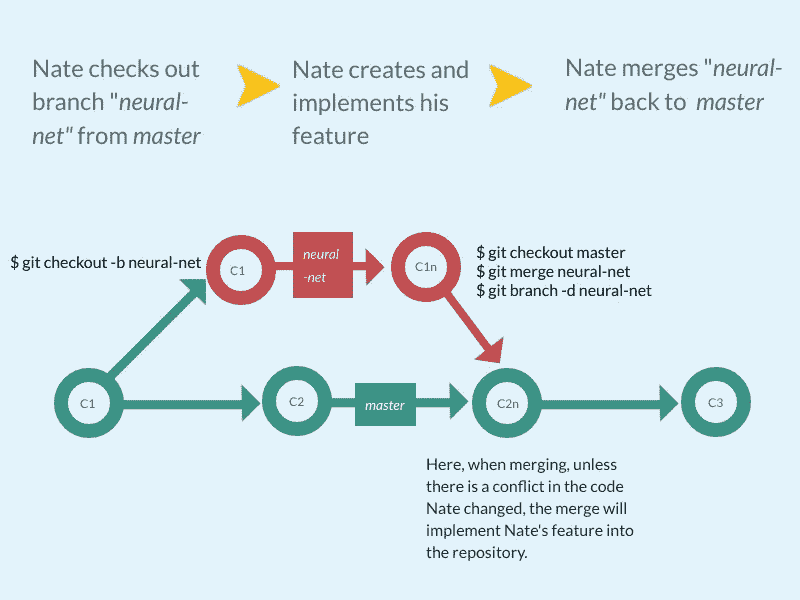 Nate checks out
branch "neural-
net" from master
Nate creates and
implements his
feature
Nate merges "neural-
net" back to master
$ git checkout -b neural-net
C1
neural
-net
C1n
$ git checkout master
$ git merge neural-net
$ git branch -d neural-net
C1
C2
master
C2n
C3
Here, when merging, unless
there is a conflict in the code
Nate changed, the merge will
implement Nate's feature into
the repository.